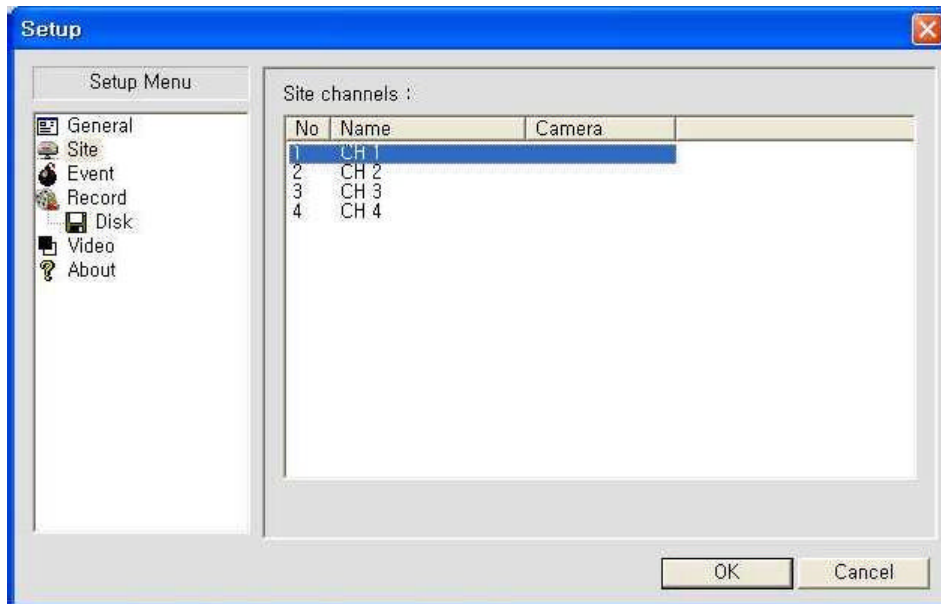 Setup
Setup Menu
General
Site
Event
Record
Disk
Video
About
Site channels :
No Name Camera
1 CH 1
2 CH 2
3 CH 3
4 CH 4
OK Cancel